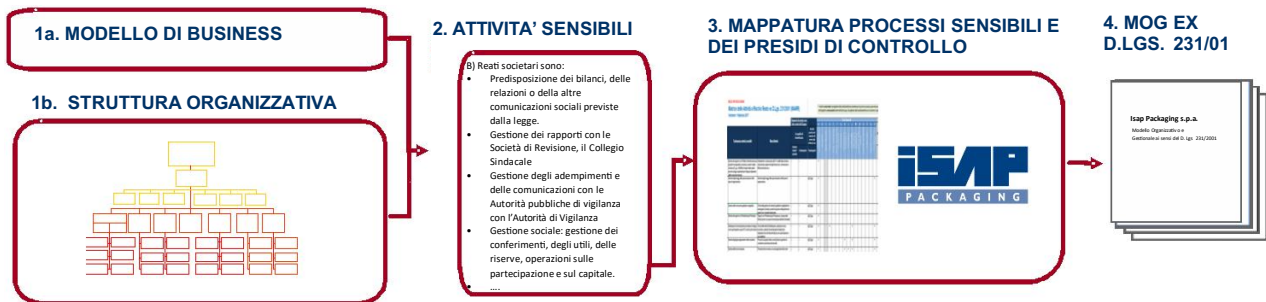 1a. MODELLO DI BUSINESS
1b. STRUTTURA ORGANIZZATIVA
2. ATTIVITA’ SENSIBILI
B) Reati societari sono:
• Predisposizione dei bilanci, delle
relazioni o della altre
comunicazioni sociali previste
dalla legge.
• Gestione dei rapporti con le
Società di Revisione, il Collegio
Sindacale
• Gestione degli adempimenti e
delle comunicazioni con le
Autorità pubbliche di vigilanza
con l’Autorità di Vigilanza
• Gestione sociale: gestione dei
conferimenti, degli utili, delle
riserve, operazioni sulle
partecipazione e sul capitale.
• ....
3. MAPPATURA PROCESSI SENSIBILI E
DEI PRESIDI DI CONTROLLO
iSAP
PACKAGING
4. MOG EX
D.LGS. 231/01
Isap Packaging s.p.a.
Modello Organizzativo e
Gestionale ai sensi del D. Lgs 231/2001